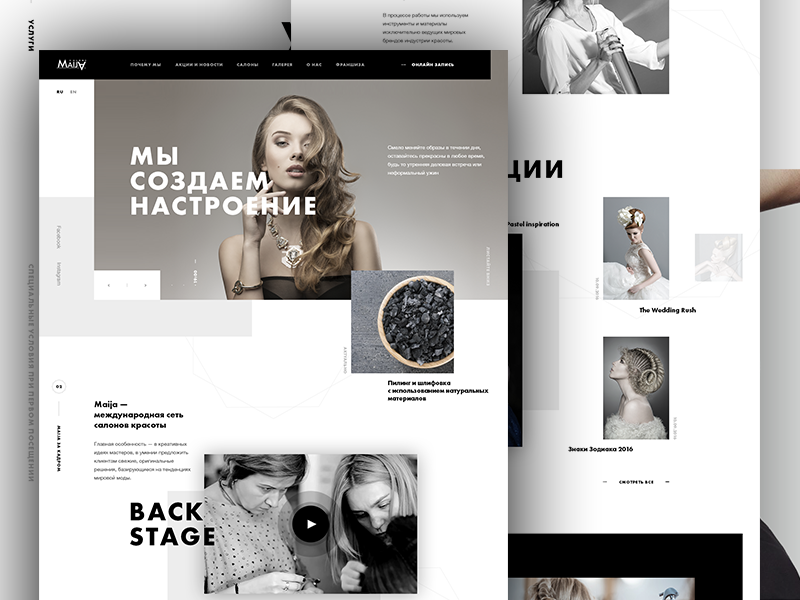 УСЛУГИ
В процессе работы мы используем
инструменты и материалы
исключительно ведущих мировых
брендов индустрии красоты.
MAIJA
ПОЧЕМУ МЫ
АКЦИИ И НОВОСТИ
САЛОНЫ
ГАЛЕРЕЯ
О НАС
ФРАНШИЗА
ОНЛАЙН ЗАПИСЬ
RU EN
МЫ
СОЗДАЕМ
НАСТРОЕНИЕ
Смело меняйте образы в течении дня,
оставайтесь прекрасны в любое время,
будь то утренняя деловая встреча или
неформальный ужин
Facebook
Instagram
СПЕЦИАЛЬНЫЕ УСЛОВИЯ ПРИ ПЕРВОМ ПОСЕЩЕНИИ
Пилинг и шлифовка
с использованием натуральных
материалов
02
MAIJA ЗА КАДРОМ
Maija —
международная сеть
салонов красоты
Главная особенность — в креативных
идеях мастеров, в умение предложить
клиентам свежие, оригинальные
решения, базирующиеся на тенденциях
мировой моды.
BACK
STAGE
ЦИИ
Pastel inspiration
The Wedding Rush
Знаки Зодиака 2016
СМОТРЕТЬ ВСЕ